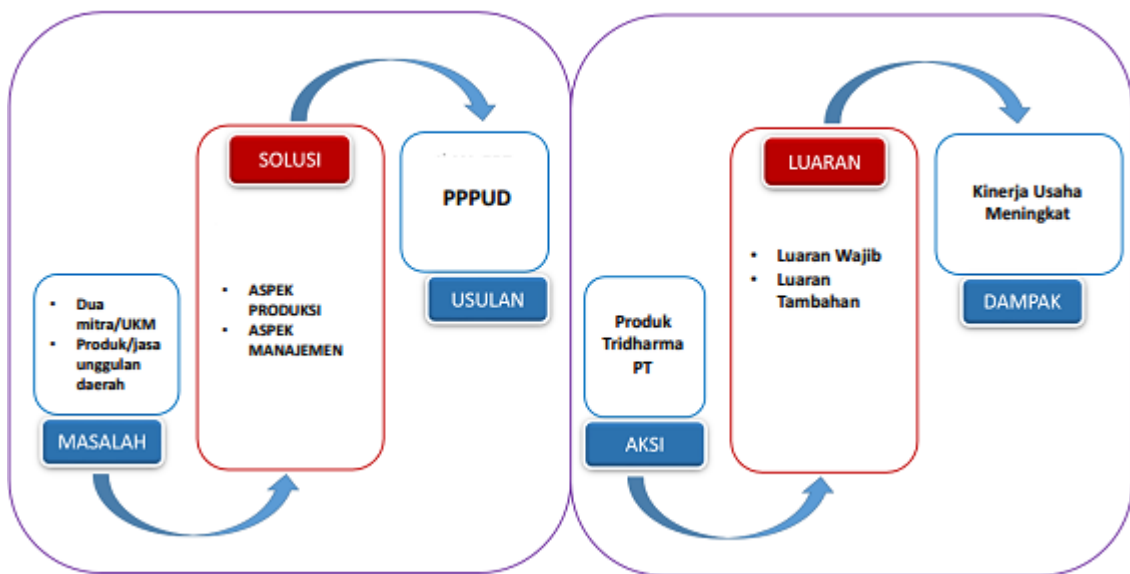 • Dua
mitra/UKM
• Produk/jasa
unggulan
daerah
MASALAH
SOLUSI
• ASPEK
PRODUKSI
• ASPEK
MANAJEMEN
PPPUD
USULAN
Produk
Tridharma
PT
AKSI
LUARAN
• Luaran Wajib
• Luaran
Tambahan
Kinerja Usaha
Meningkat
DAMPAK